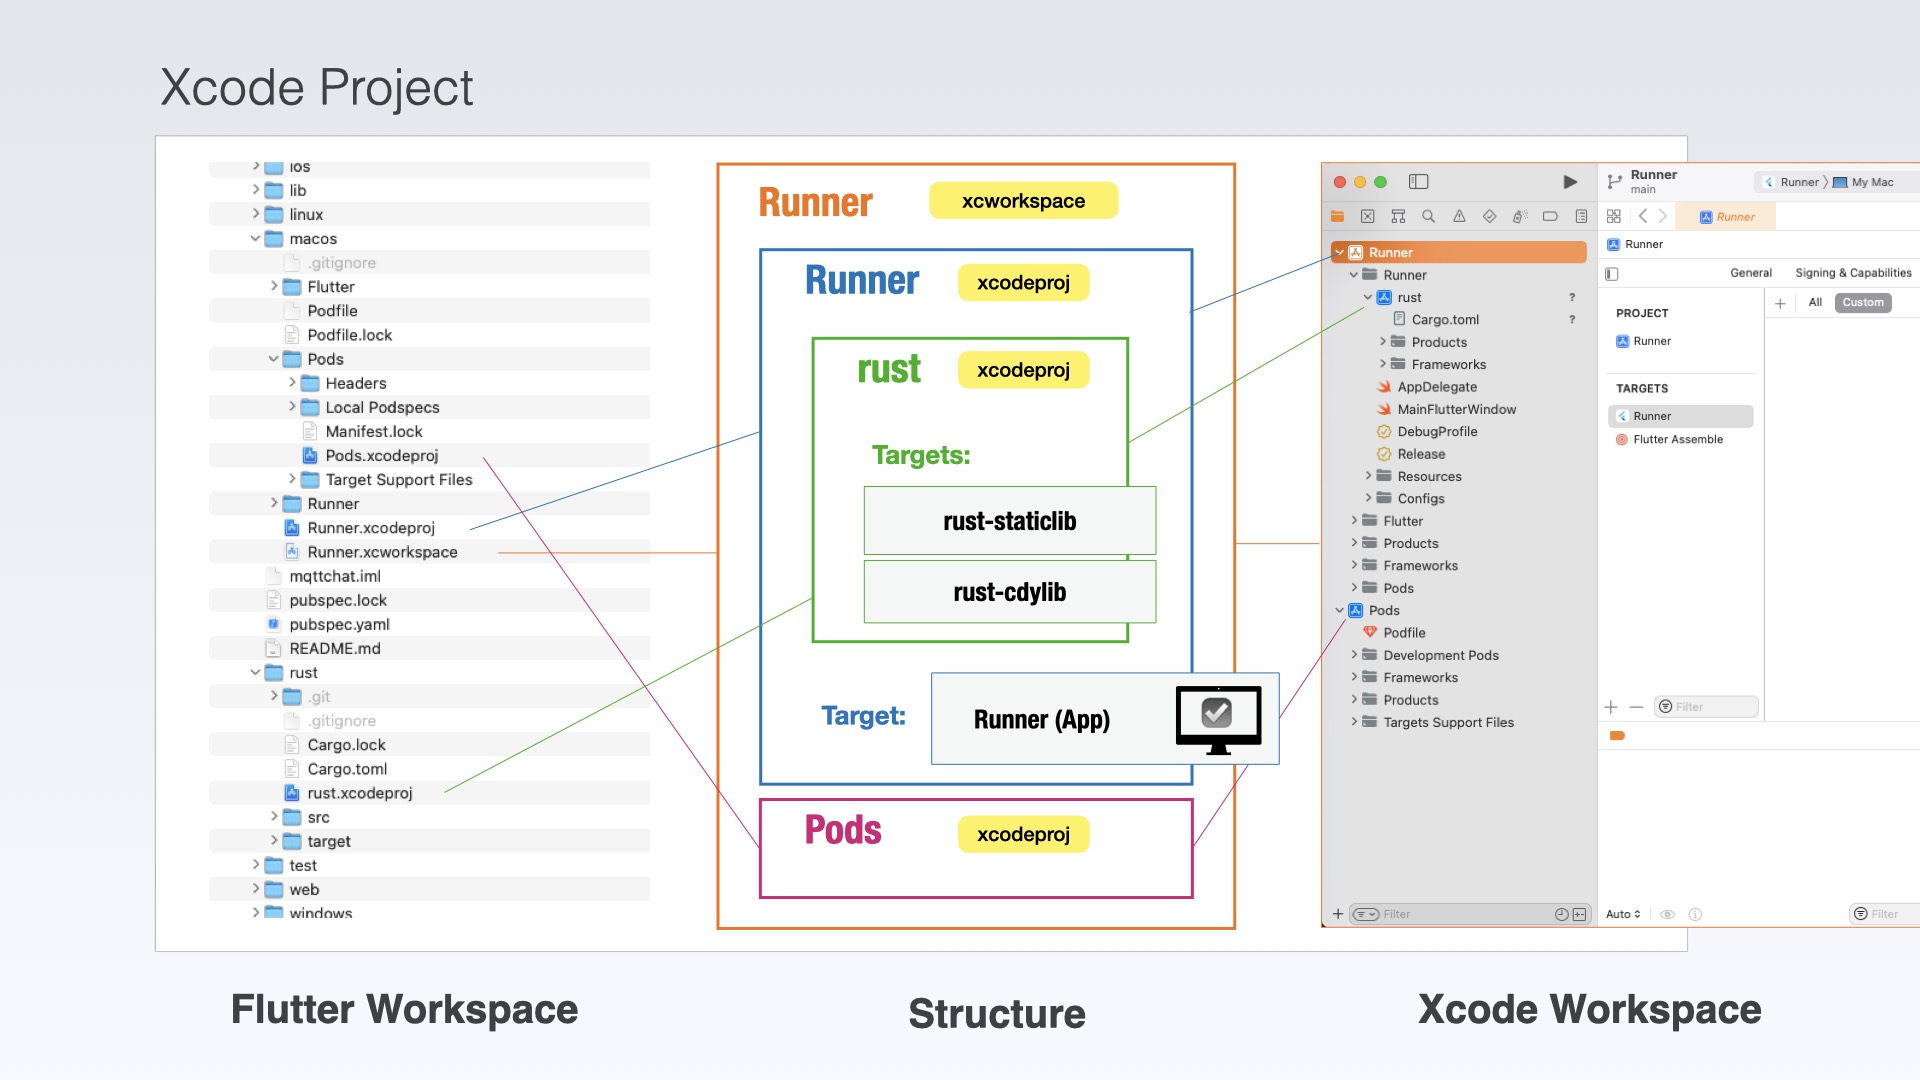 Xcode Project
ios
lib
linux
macos
.gitignore
Flutter
Podfile
Podfile.lock
Pods
Headers
Local Podspecs
Manifest.lock
Pods.xcodeproj
Target Support Files
Runner
Runner.xcodeproj
Runner.xcworkspace
mqttchat.iml
pubspec.lock
pubspec.yaml
README.md
rust
.git
.gitignore
Cargo.lock
Cargo.toml
rust.xcodeproj
src
target
test
web
windows
Flutter Workspace
Runner xcworkspace
Runner xcodeproj
rust xcodeproj
Targets:
rust-staticlib
rust-cdylib
Target: Runner (App)
Pods xcodeproj
Structure
Runner
main
Runner My Mac
Runner
Runner
General Signing & Capabilities
All Custom
Runner
Runner
rust ?
Cargo.toml ?
Products
Frameworks
AppDelegate
MainFlutterWindow
DebugProfile
Release
Resources
Configs
Flutter
Products
Frameworks
Pods
Pods
Podfile
Development Pods
Frameworks
Products
Targets Support Files
Filter
PROJECT
Runner
TARGETS
Runner
Flutter Assemble
Filter
Auto
Filter
Xcode Workspace